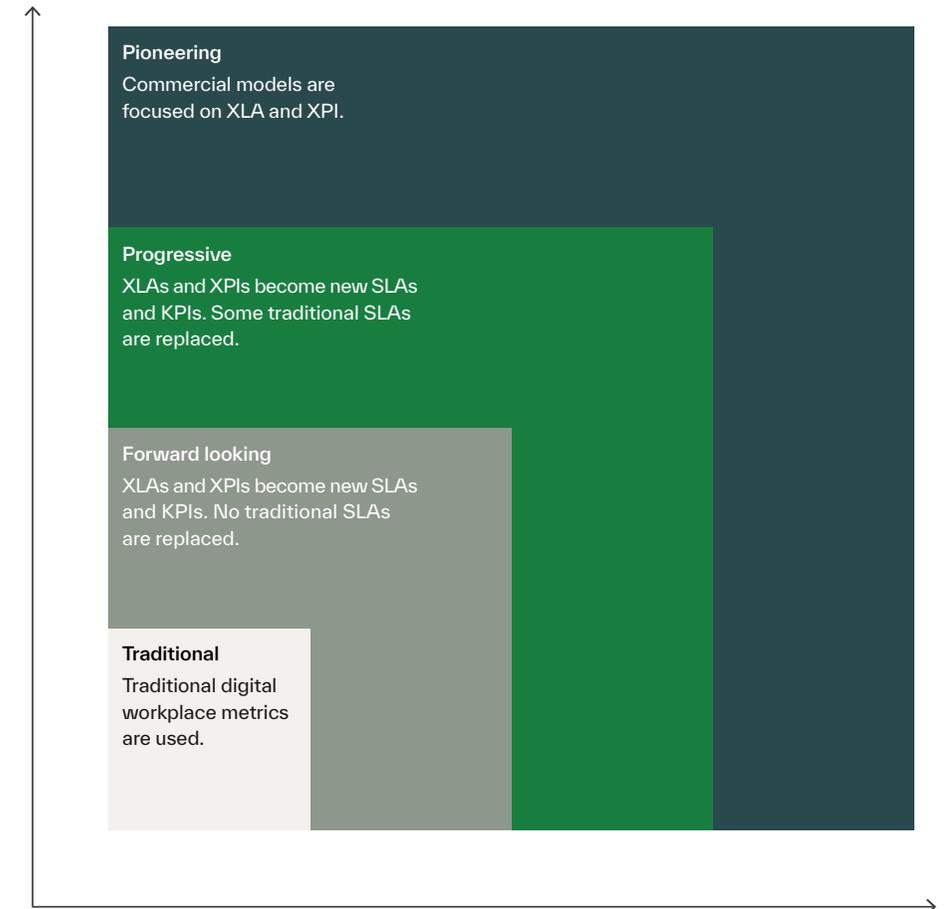 Pioneering
Commercial models are
focused on XLA and XPI.
Progressive
XLAs and XPIs become new SLAs
and KPIs. Some traditional SLAs
are replaced.
Forward looking
XLAs and XPIs become new SLAs
and KPIs. No traditional SLAs
are replaced.
Traditional
Traditional digital
workplace metrics
are used.